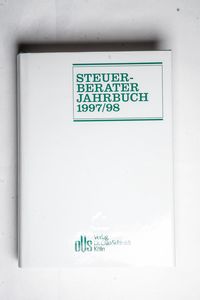 STEUER-
BERATER
JAHRBUCH
1997/98
Verlag
Dr. Otto Schmidt
Köln